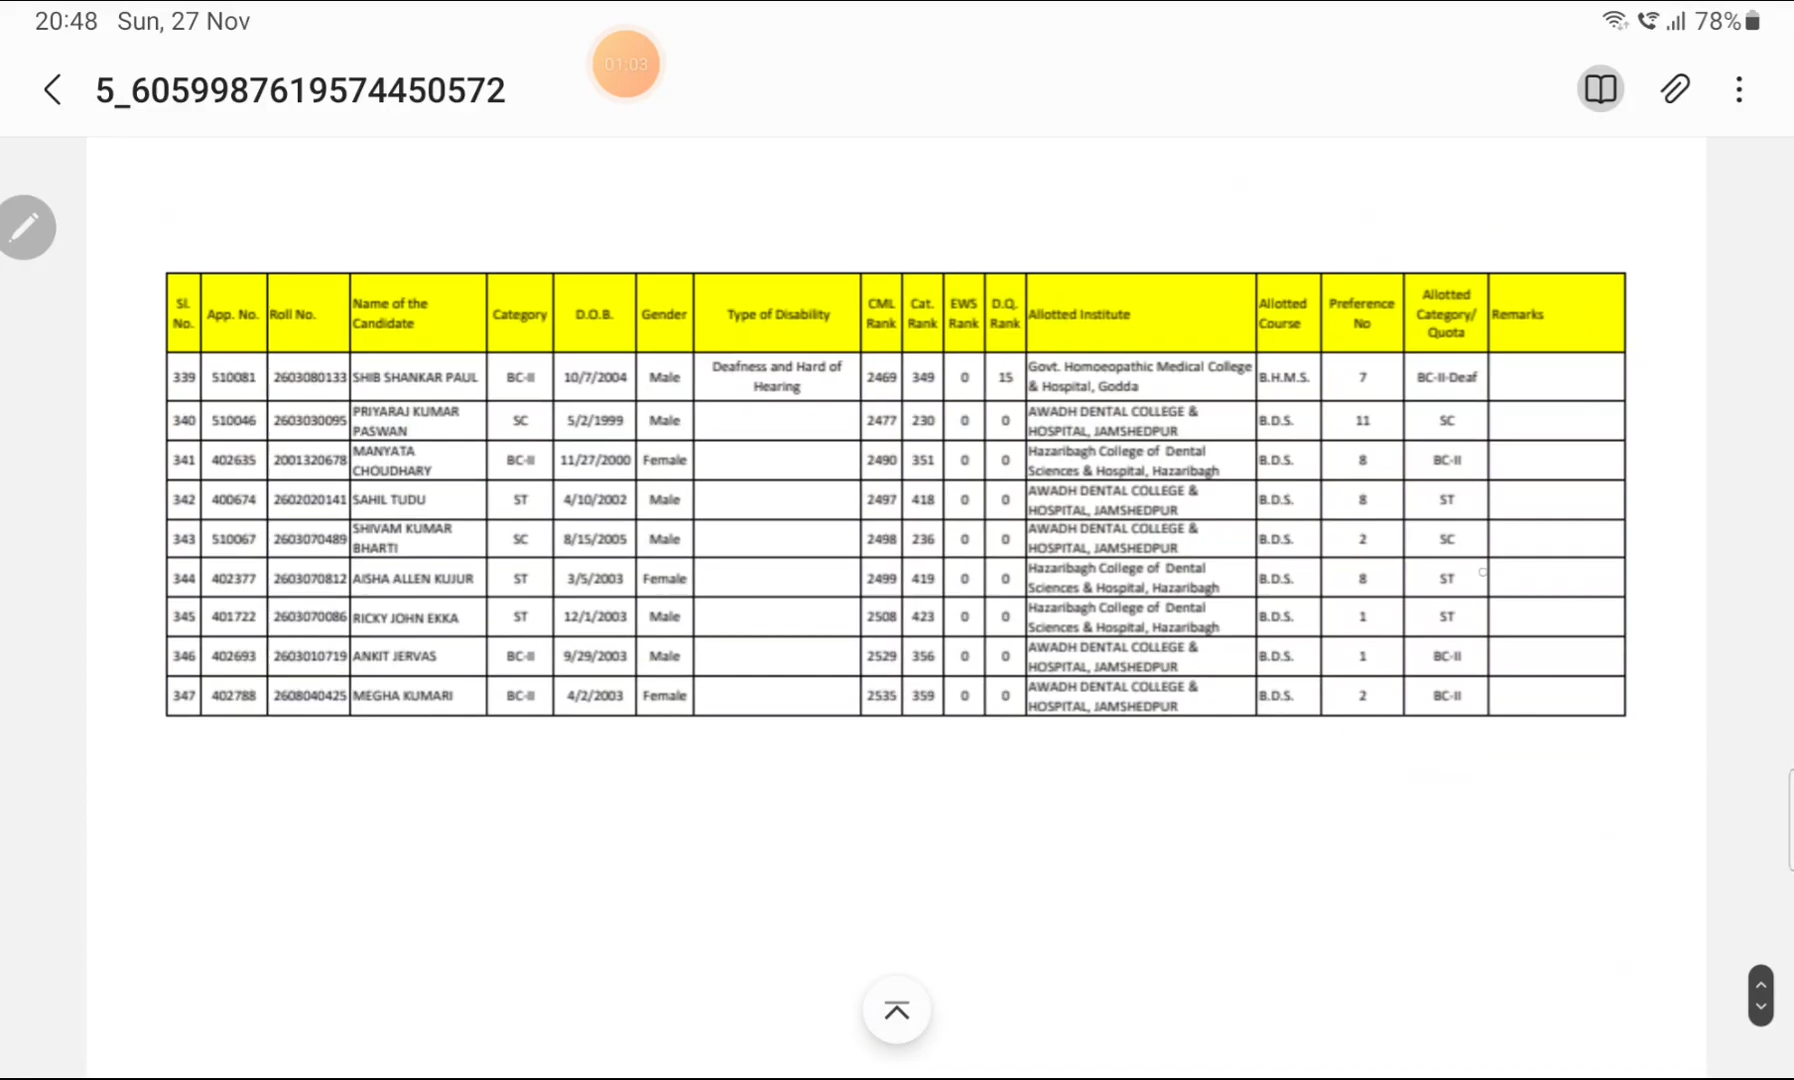 20:48 Sun, 27 Nov 78%
01:03
5_6059987619574450572
Sl. No. App. No. Roll No. Name of the Candidate Category D.O.B. Gender Type of Disability CML Rank Cat. Rank EWS Rank D.Q. Rank Allotted Institute Allotted Course Preference No Allotted Category/ Quota Remarks
339 510081 2603080133 SHIB SHANKAR PAUL BC-II 10/7/2004 Male Deafness and Hard of Hearing 2469 349 0 15 Govt. Homoeopathic Medical College & Hospital, Godda B.H.M.S. 7 BC-II-Deaf
340 510046 2603030095 PRIYARAJ KUMAR PASWAN SC 5/2/1999 Male 2477 230 0 0 AWADH DENTAL COLLEGE & HOSPITAL, JAMSHEDPUR B.D.S. 11 SC
341 402635 2001320678 MANYATA CHOUDHARY BC-II 11/27/2000 Female 2490 351 0 0 Hazaribagh College of Dental Sciences & Hospital, Hazaribagh B.D.S. 8 BC-II
342 400674 2602020141 SAHIL TUDU ST 4/10/2002 Male 2497 418 0 0 AWADH DENTAL COLLEGE & HOSPITAL, JAMSHEDPUR B.D.S. 8 ST
343 510067 2603070489 SHIVAM KUMAR BHARTI SC 8/15/2005 Male 2498 236 0 0 AWADH DENTAL COLLEGE & HOSPITAL, JAMSHEDPUR B.D.S. 2 SC
344 402377 2603070812 AISHA ALLEN KUJUR ST 3/5/2003 Female 2499 419 0 0 Hazaribagh College of Dental Sciences & Hospital, Hazaribagh B.D.S. 8 ST
345 401722 2603070086 RICKY JOHN EKKA ST 12/1/2003 Male 2508 423 0 0 Hazaribagh College of Dental Sciences & Hospital, Hazaribagh B.D.S. 1 ST
346 402693 2603010719 ANKIT JERVAS BC-II 9/29/2003 Male 2529 356 0 0 AWADH DENTAL COLLEGE & HOSPITAL, JAMSHEDPUR B.D.S. 1 BC-II
347 402788 2608040425 MEGHA KUMARI BC-II 4/2/2003 Female 2535 359 0 0 AWADH DENTAL COLLEGE & HOSPITAL, JAMSHEDPUR B.D.S. 2 BC-II